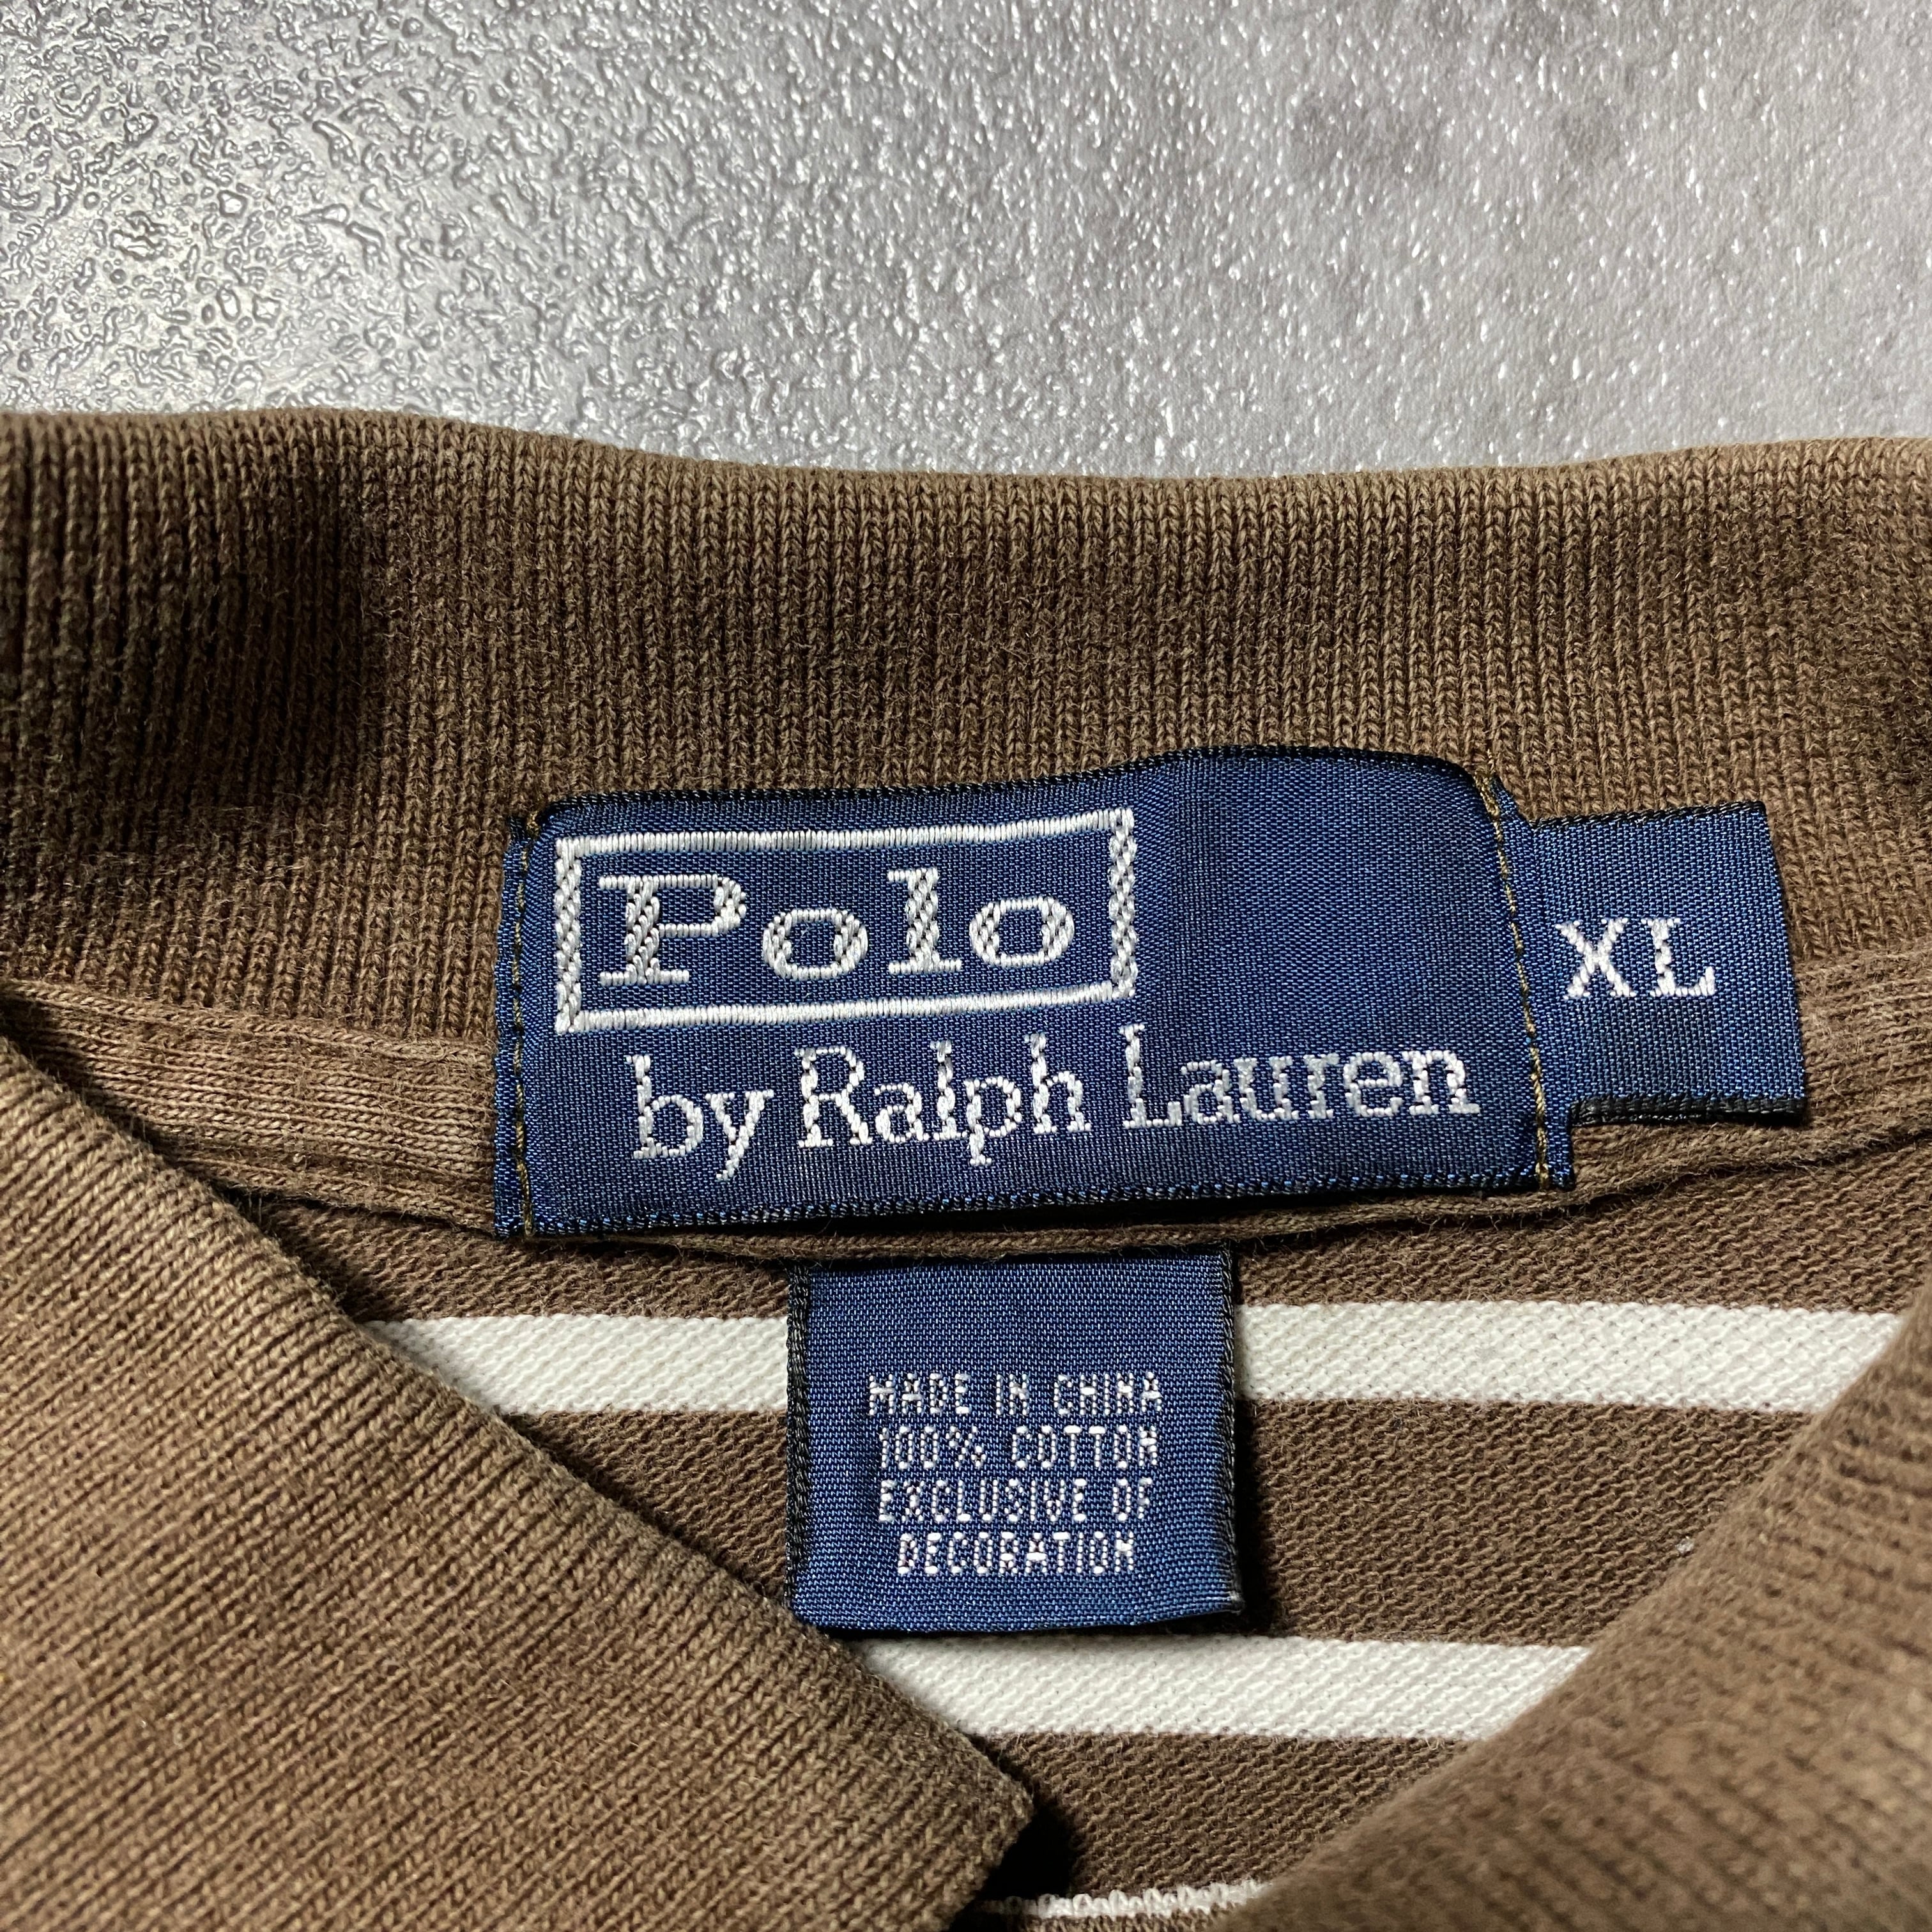 Polo
by Ralph Lauren
XL
MADE IN CHINA
100% COTTON
EXCLUSIVE OF
DECORATION